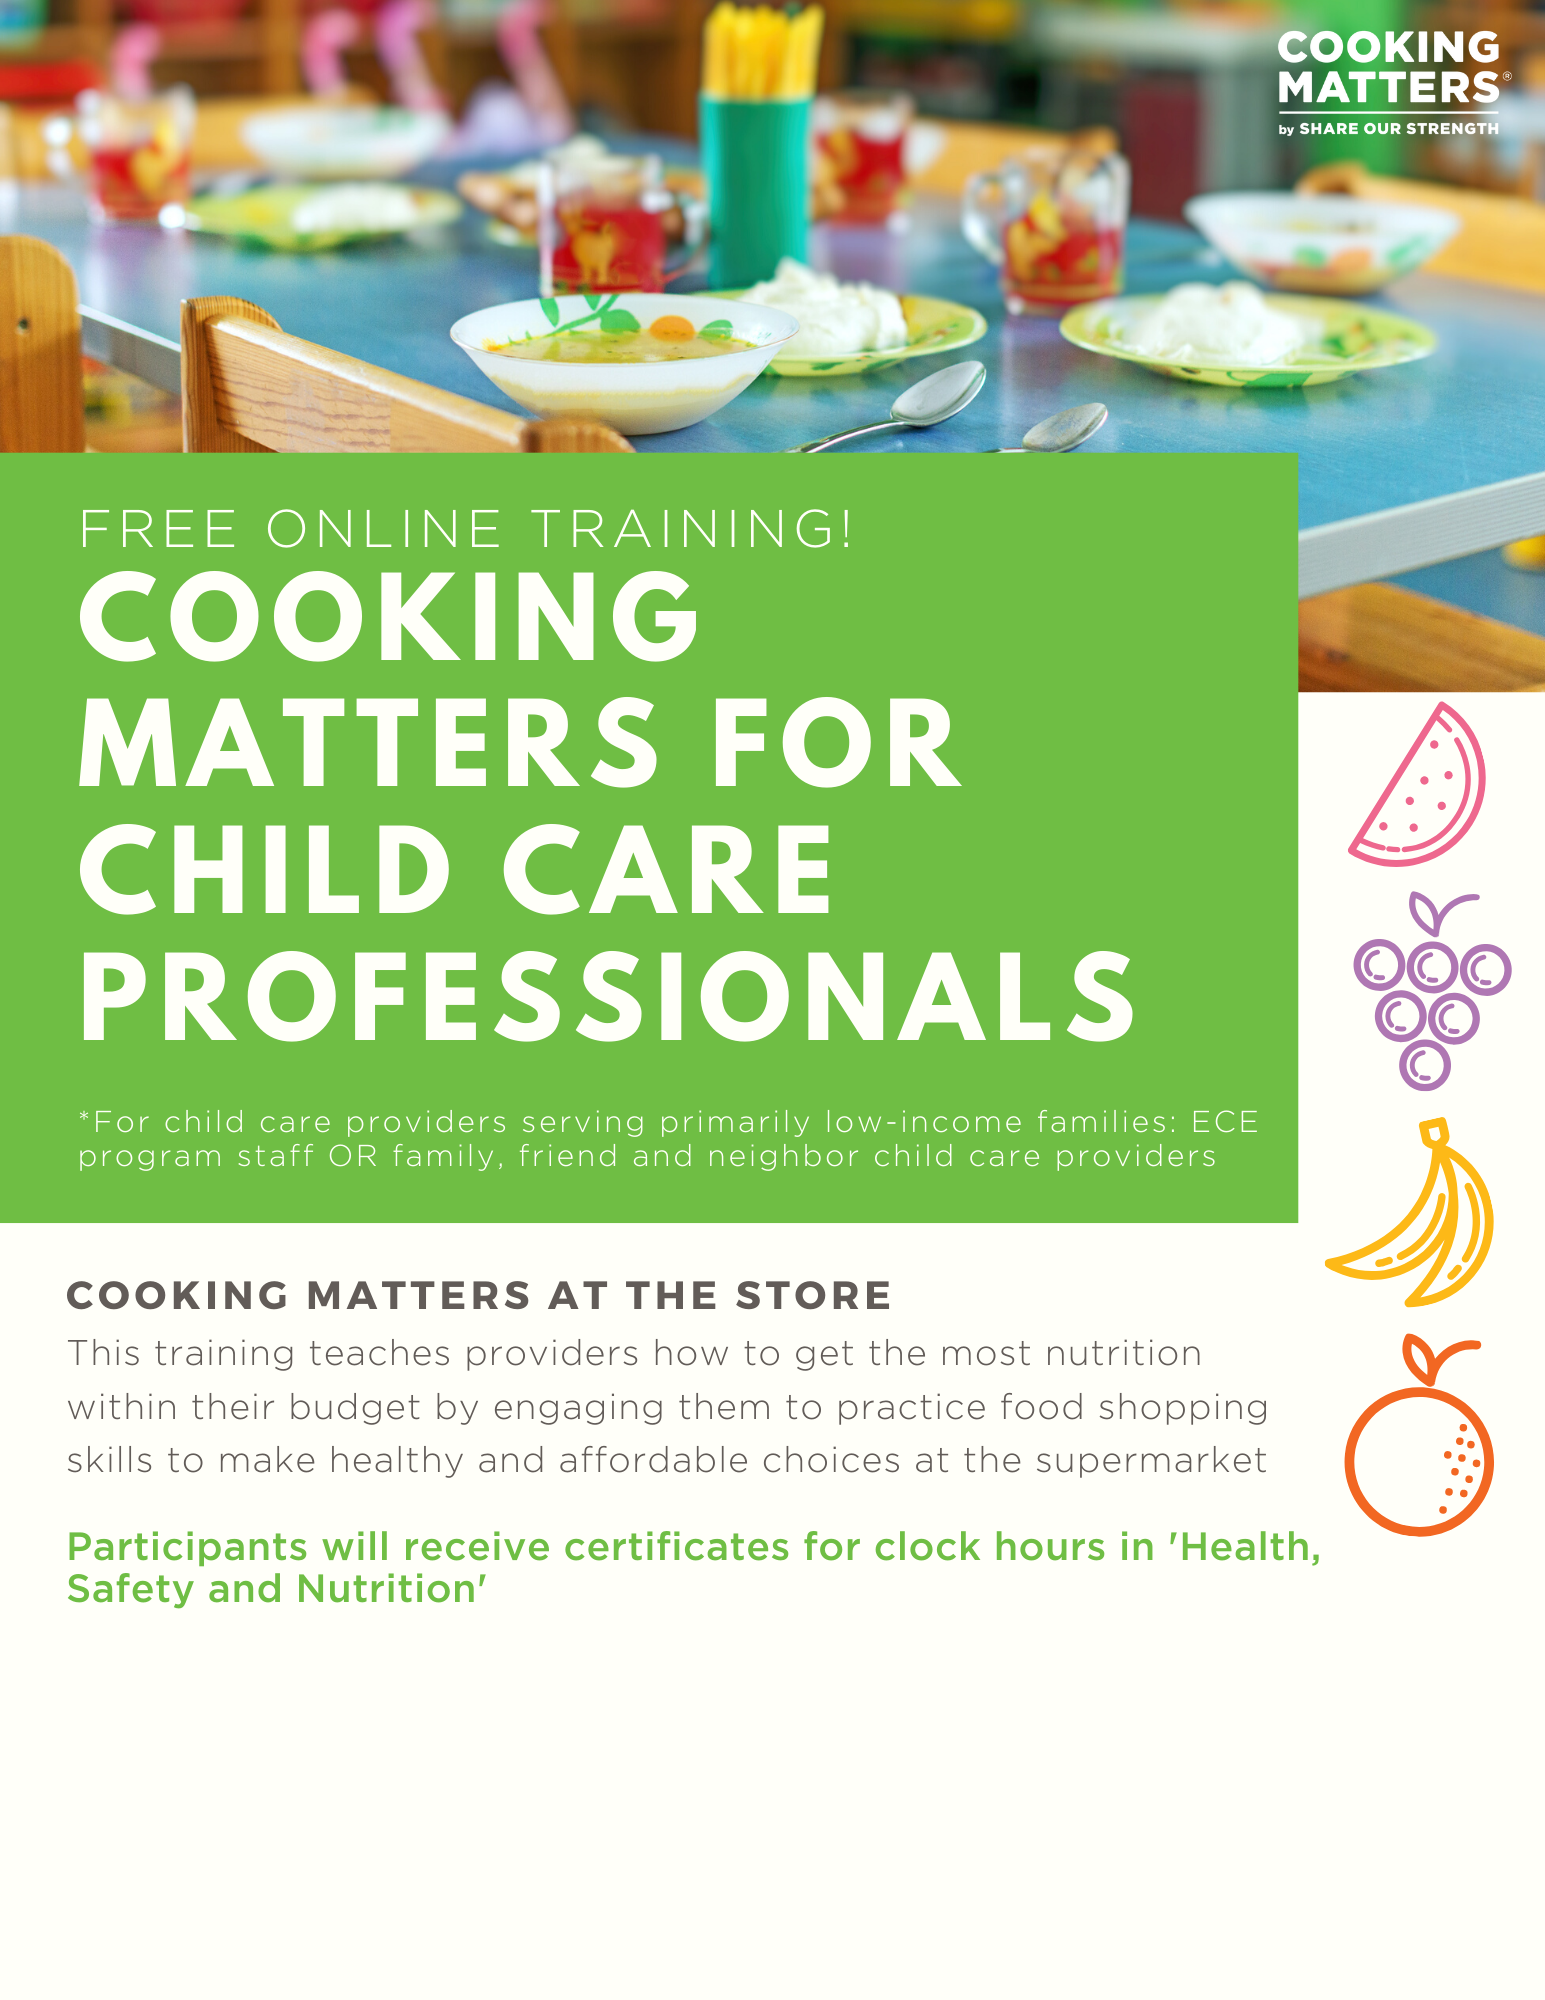 COOKING
MATTERS®
by SHARE OUR STRENGTH
FREE ONLINE TRAINING!
COOKING
MATTERS FOR
CHILD CARE
PROFESSIONALS
*For child care providers serving primarily low-income families: ECE
program staff OR family, friend and neighbor child care providers
COOKING MATTERS AT THE STORE
This training teaches providers how to get the most nutrition
within their budget by engaging them to practice food shopping
skills to make healthy and affordable choices at the supermarket
Participants will receive certificates for clock hours in 'Health,
Safety and Nutrition'